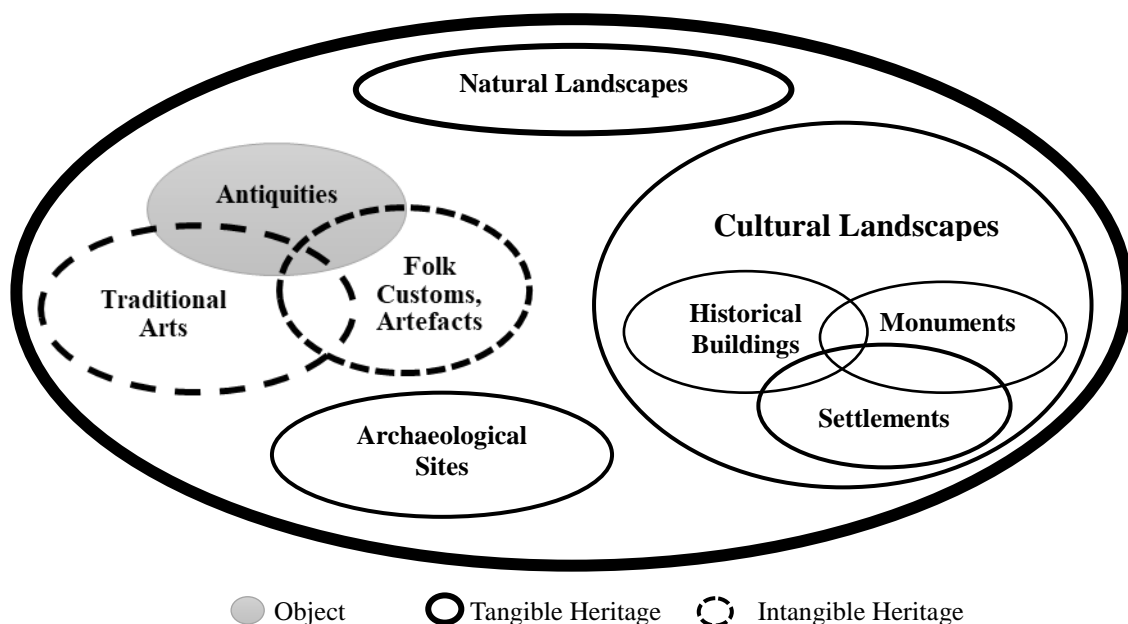 Natural Landscapes
Antiquities
Cultural Landscapes
Folk
Customs,
Artefacts
Traditional
Arts
Historical
Buildings
Monuments
Settlements
Archaeological
Sites
Object
Tangible Heritage
Intangible Heritage